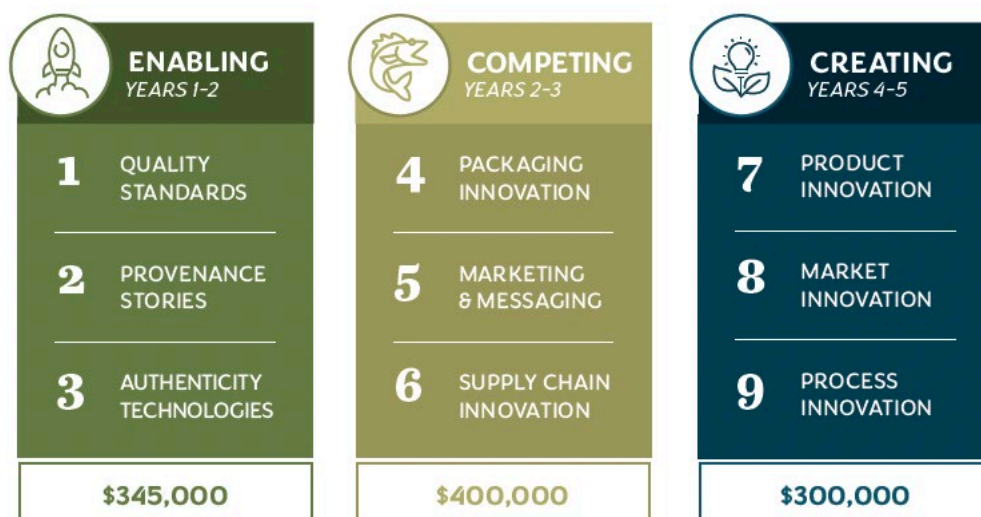 ENABLING
YEARS 1-2
1 QUALITY
STANDARDS
2 PROVENANCE
STORIES
3 AUTHENTICITY
TECHNOLOGIES
$345,000
COMPETING
YEARS 2-3
4 PACKAGING
INNOVATION
5 MARKETING
& MESSAGING
6 SUPPLY CHAIN
INNOVATION
$400,000
CREATING
YEARS 4-5
7 PRODUCT
INNOVATION
8 MARKET
INNOVATION
9 PROCESS
INNOVATION
$300,000